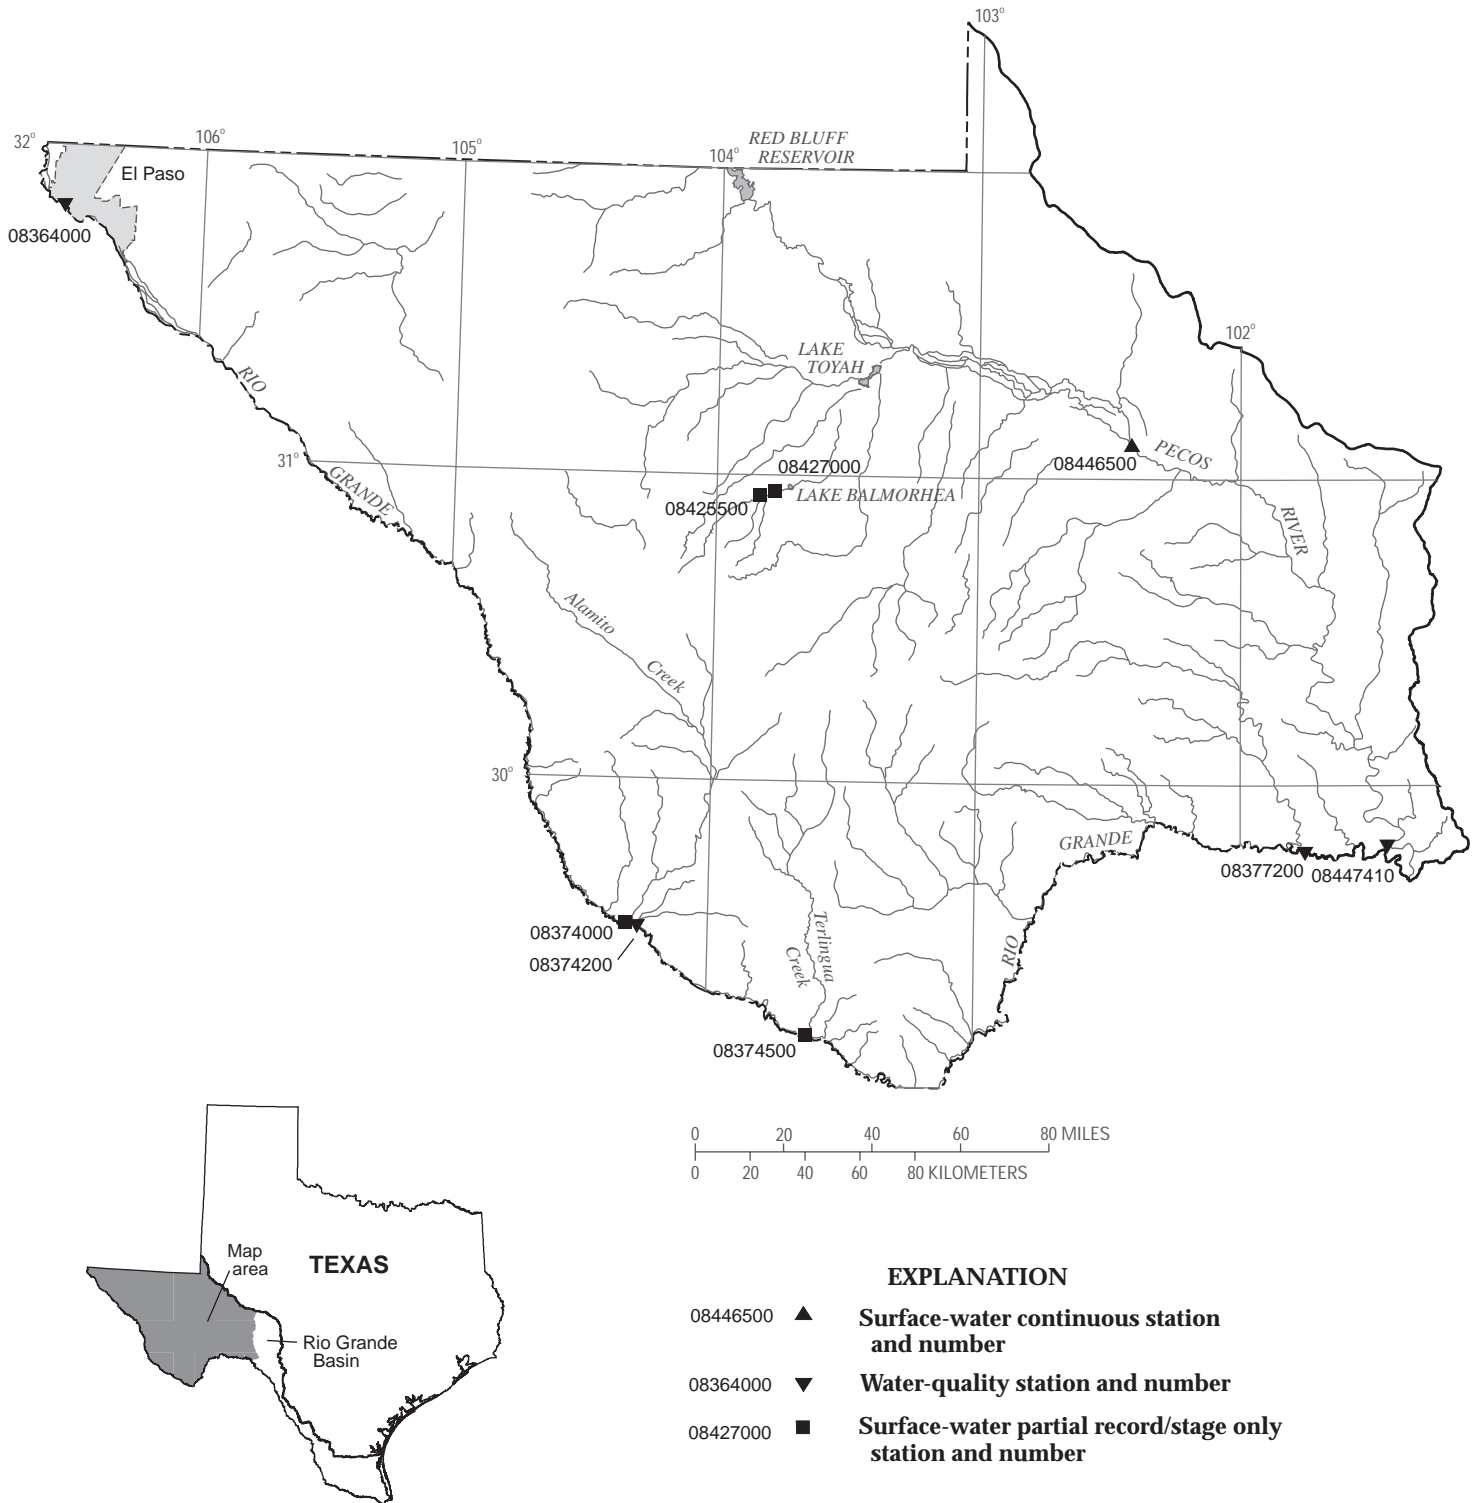 103°
32°
106°
105°
104°
RED BLUFF
RESERVOIR
El Paso
08364000
102°
LAKE
TOYAH
RIO
GRANDE
31°
08427000
08446500
PECOS
LAKE BALMORHEA
08425500
RIVER
Alamito
Creek
30°
GRANDE
08377200
08447410
08374000
08374200
Terlingua
Creek
RIO
08374500
0 20 40 60 80 MILES
0 20 40 60 80 KILOMETERS
TEXAS
Map
area
Rio Grande
Basin
EXPLANATION
08446500 Surface-water continuous station
and number
08364000 Water-quality station and number
08427000 Surface-water partial record/stage only
station and number